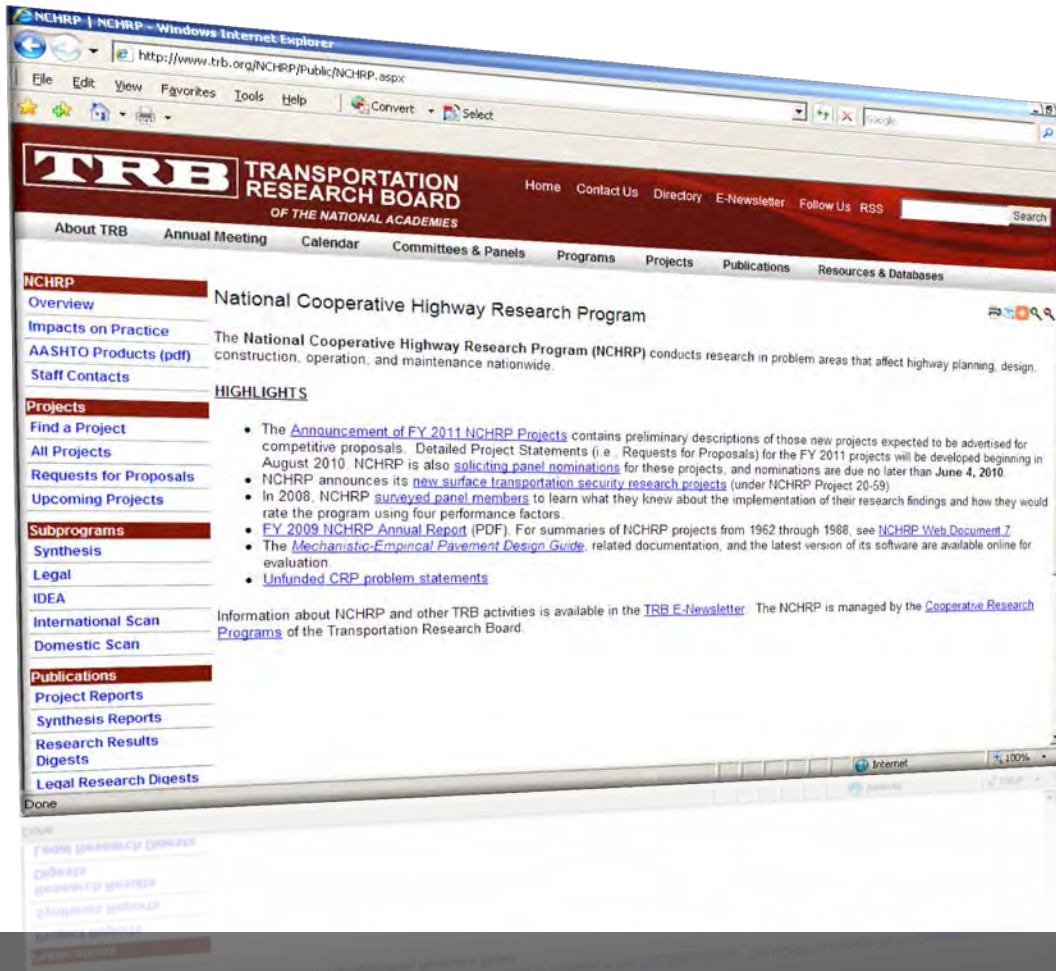 NCHRP | NCHRP - Windows Internet Explorer
http://www.trb.org/NCHRP/Public/NCHRP.aspx
File Edit View Favorites Tools Help Convert Select
Google
TRB TRANSPORTATION
RESEARCH BOARD
OF THE NATIONAL ACADEMIES
Home Contact Us Directory E-Newsletter Follow Us RSS Search
About TRB Annual Meeting Calendar Committees & Panels Programs Projects Publications Resources & Databases
NCHRP
Overview
Impacts on Practice
AASHTO Products (pdf)
Staff Contacts
Projects
Find a Project
All Projects
Requests for Proposals
Upcoming Projects
Subprograms
Synthesis
Legal
IDEA
International Scan
Domestic Scan
Publications
Project Reports
Synthesis Reports
Research Results
Digests
Legal Research Digests
National Cooperative Highway Research Program
The National Cooperative Highway Research Program (NCHRP) conducts research in problem areas that affect highway planning, design,
construction, operation, and maintenance nationwide.
HIGHLIGHTS
• The Announcement of FY 2011 NCHRP Projects contains preliminary descriptions of those new projects expected to be advertised for
competitive proposals. Detailed Project Statements (i.e., Requests for Proposals) for the FY 2011 projects will be developed beginning in
August 2010. NCHRP is also soliciting panel nominations for these projects, and nominations are due no later than June 4, 2010.
• NCHRP announces its new surface transportation security research projects (under NCHRP Project 20-59)
• In 2008, NCHRP surveyed panel members to learn what they knew about the implementation of their research findings and how they would
rate the program using four performance factors.
• FY 2009 NCHRP Annual Report (PDF). For summaries of NCHRP projects from 1962 through 1988, see NCHRP Web Document 7.
• The Mechanistic-Empirical Pavement Design Guide, related documentation, and the latest version of its software are available online for
evaluation.
• Unfunded CRP problem statements
Information about NCHRP and other TRB activities is available in the TRB E-Newsletter. The NCHRP is managed by the Cooperative Research
Programs of the Transportation Research Board.
Done Internet 100%